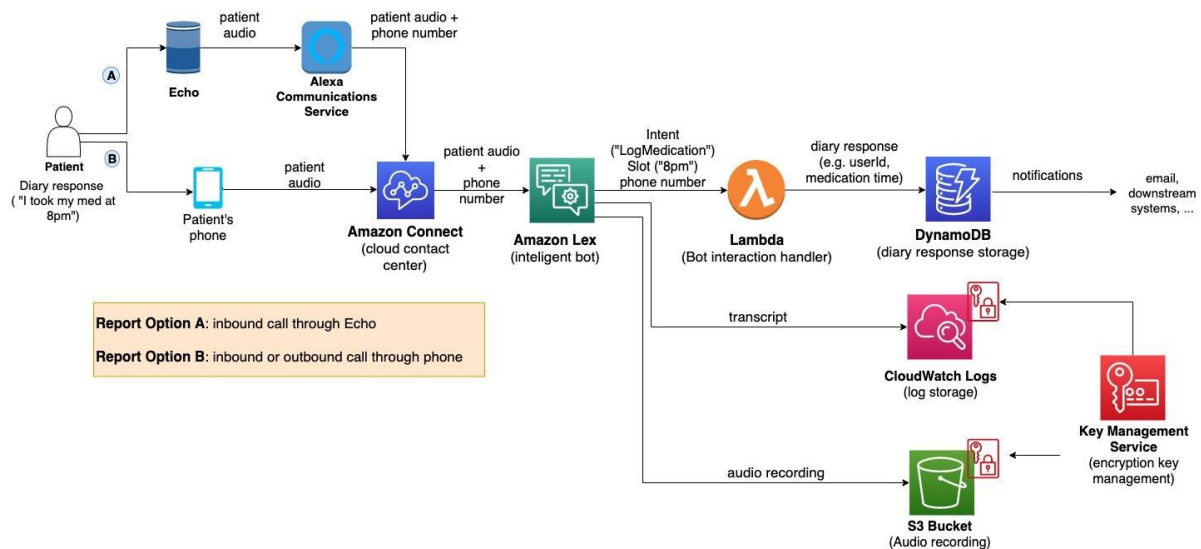 patient
audio
patient audio +
phone number
A
Echo
Alexa
Communications
Service
B
Patient
Diary response
( "I took my med at
8pm")
Patient's
phone
patient
audio
Amazon Connect
(cloud contact
center)
patient audio
+
phone
number
Amazon Lex
(inteligent bot)
Intent
("LogMedication")
Slot ("8pm")
phone number
Lambda
(Bot interaction handler)
diary response
(e.g. userId,
medication time)
DynamoDB
(diary response storage)
notifications
email,
downstream
systems, ...
Report Option A: inbound call through Echo
Report Option B: inbound or outbound call through phone
transcript
CloudWatch Logs
(log storage)
Key Management
Service
(encryption key
management)
audio recording
S3 Bucket
(Audio recording)